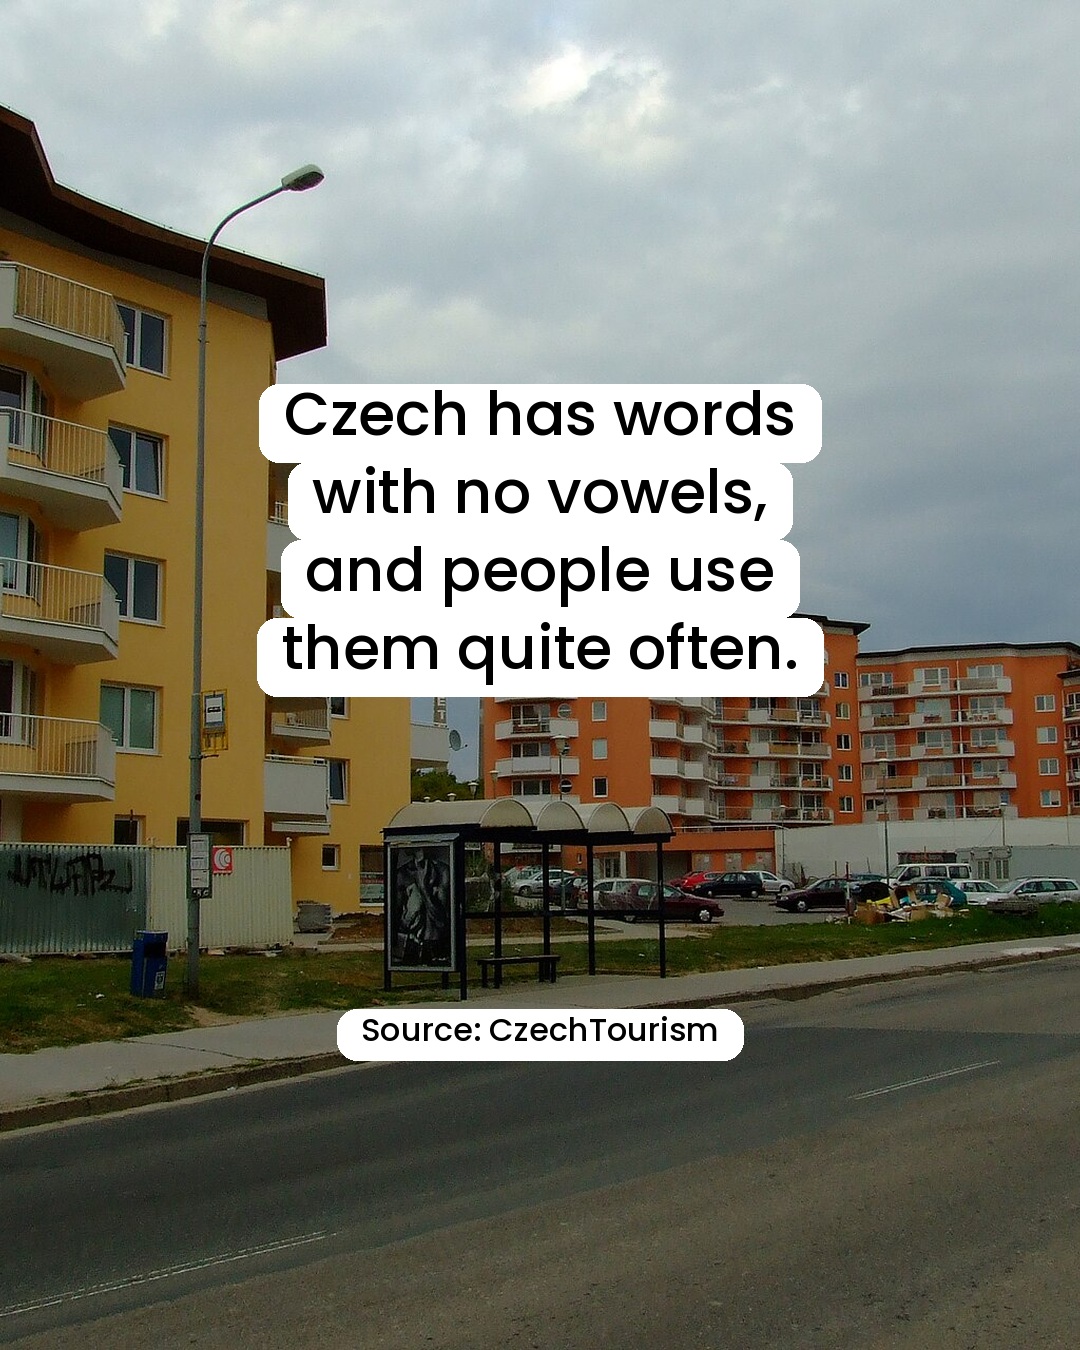 Czech has words
with no vowels,
and people use
them quite often.
Source: CzechTourism